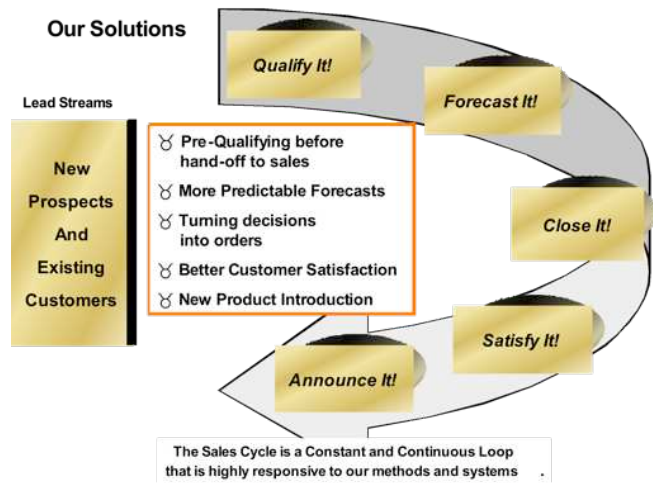 Our Solutions
Qualify It!
Forecast It!
Lead Streams
New
Prospects
And
Existing
Customers
Pre-Qualifying before
hand-off to sales
More Predictable Forecasts
Turning decisions
into orders
Better Customer Satisfaction
New Product Introduction
Close It!
Satisfy It!
Announce It!
The Sales Cycle is a Constant and Continuous Loop
that is highly responsive to our methods and systems .